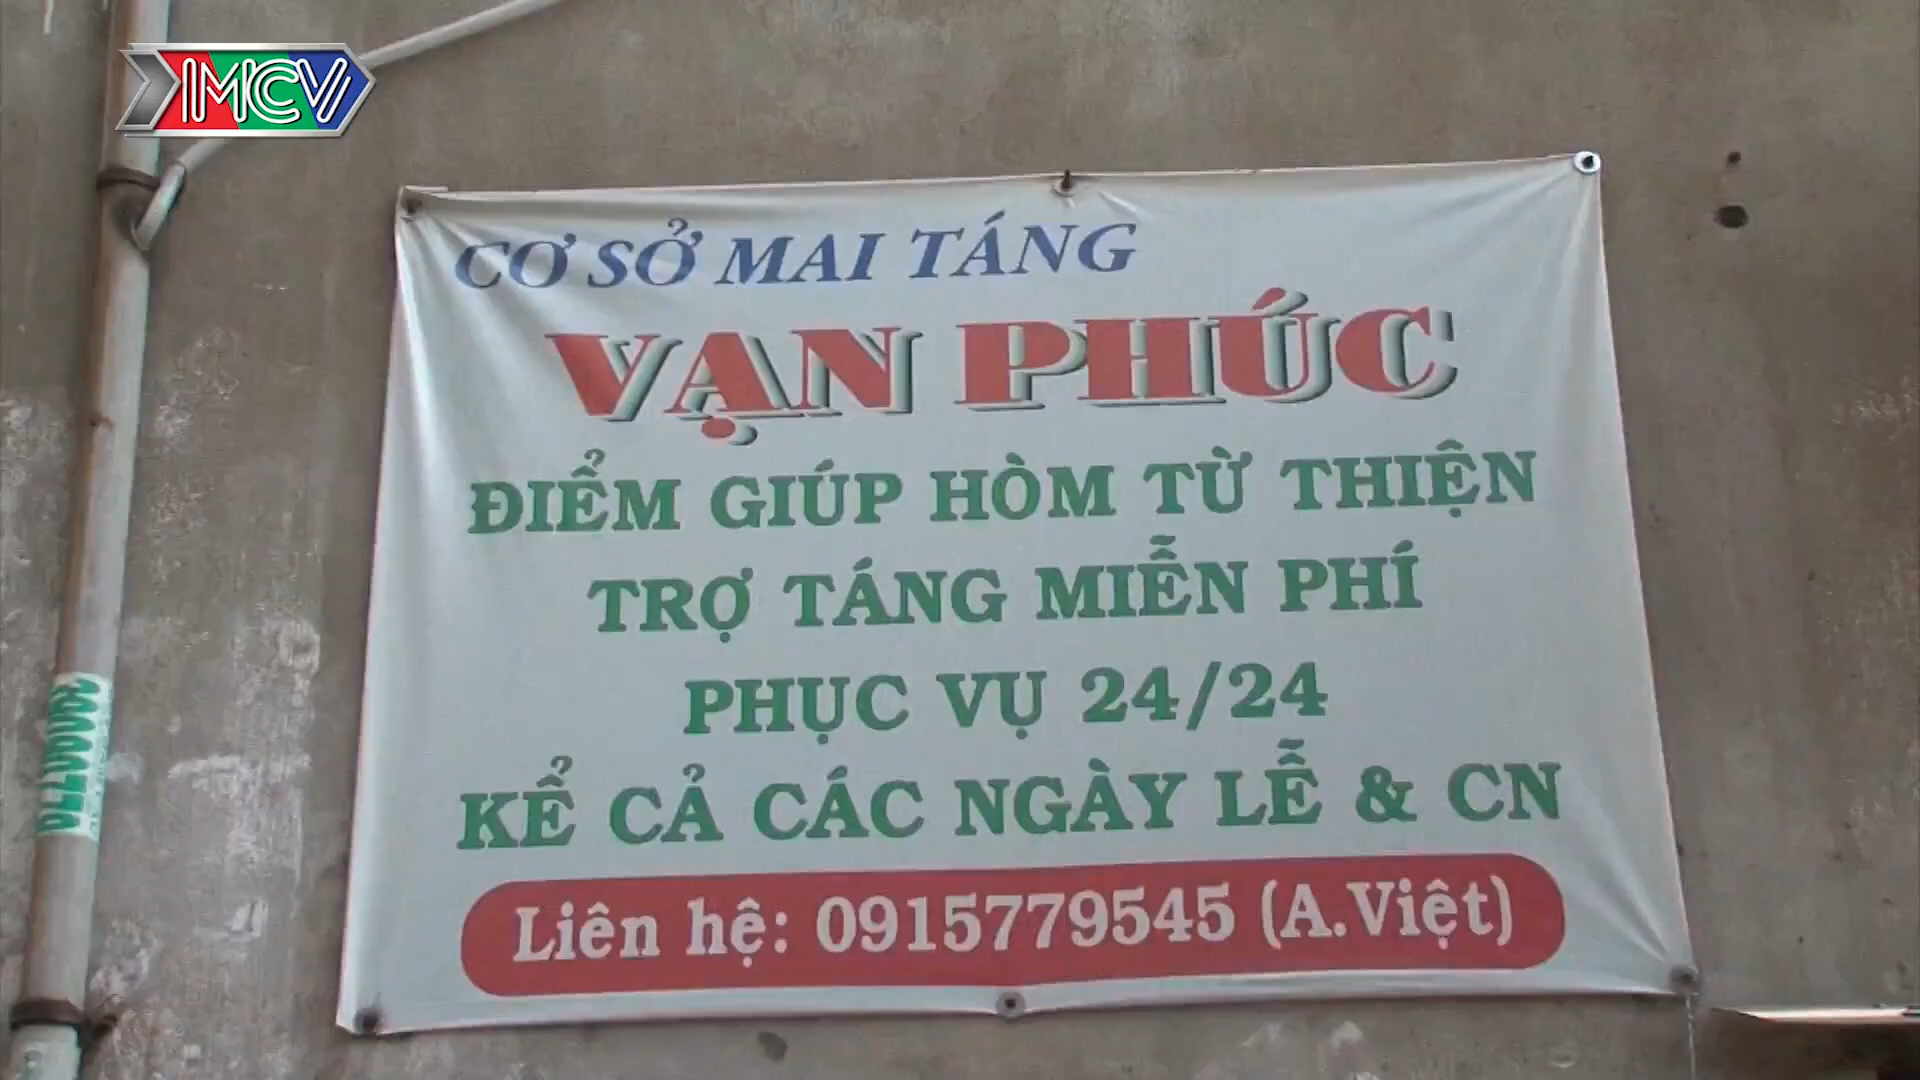 MCV
CƠ SỞ MAI TÁNG
VẠN PHÚC
ĐIỂM GIÚP HÒM TỪ THIỆN
TRỢ TÁNG MIỄN PHÍ
PHỤC VỤ 24/24
KỂ CẢ CÁC NGÀY LỄ & CN
Liên hệ: 0915779545 (A.Việt)